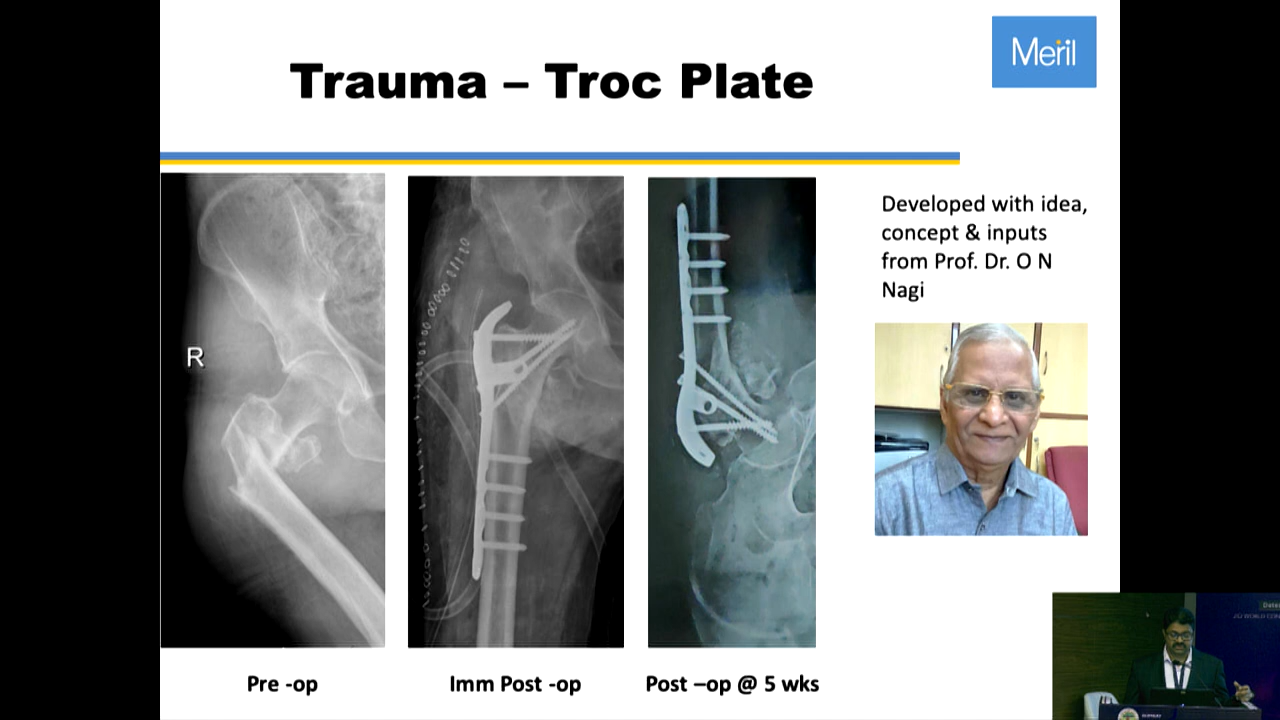 Meril
Trauma – Troc Plate
Developed with idea,
concept & inputs
from Prof. Dr. O N
Nagi
R
Pre -op
Imm Post -op
Post –op @ 5 wks